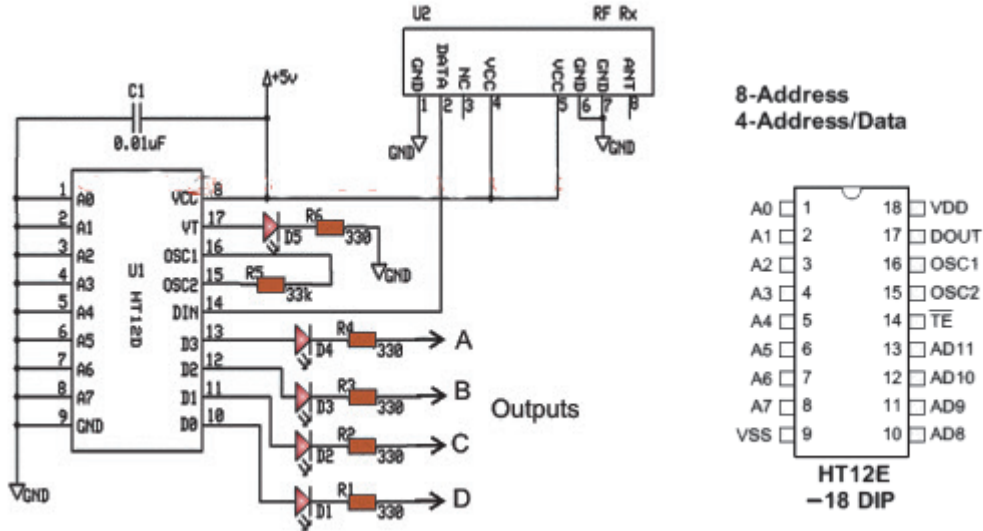 U2 RF Rx
GND DATA NC VCC VCC GND GND ANT
1 2 3 4 5 6 7 8
GND
GND
C1
0.01uF
+5v
1 A0 VCC 8
2 A1 VT 17
3 A2 OSC1 16
4 A3 OSC2 15
5 A4 DIN 14
6 A5 D3 13
7 A6 D2 12
8 A7 D1 11
9 GND D0 10
U1
HT12D
GND
D5 R6 330
GND
R5 33k
D4 R4 330 A
D3 R3 330 B
D2 R2 330 C
D1 R1 330 D
Outputs
8-Address
4-Address/Data
A0 1 18 VDD
A1 2 17 DOUT
A2 3 16 OSC1
A3 4 15 OSC2
A4 5 14 TE
A5 6 13 AD11
A6 7 12 AD10
A7 8 11 AD9
VSS 9 10 AD8
HT12E
–18 DIP